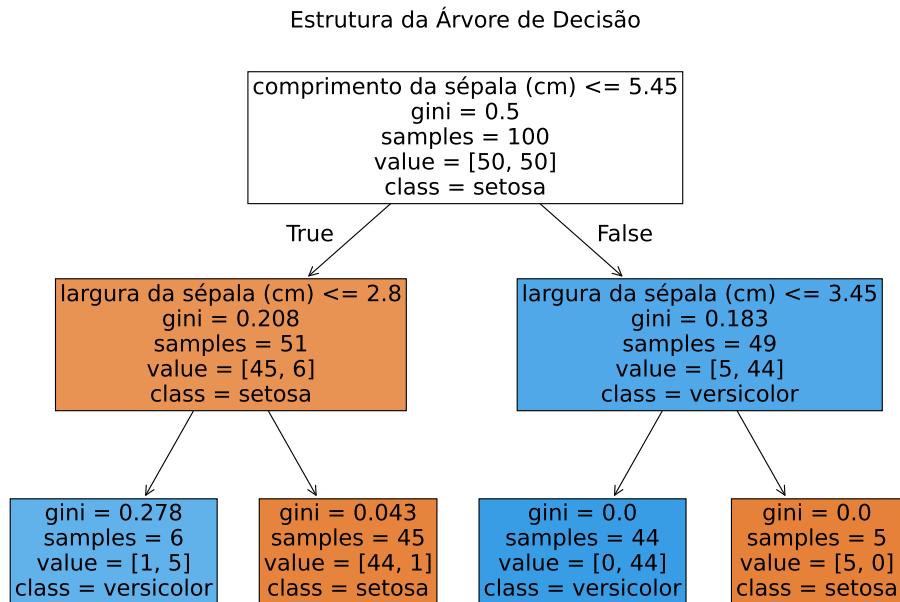 Estrutura da Árvore de Decisão
comprimento da sépala (cm) <= 5.45
gini = 0.5
samples = 100
value = [50, 50]
class = setosa
True
False
largura da sépala (cm) <= 2.8
gini = 0.208
samples = 51
value = [45, 6]
class = setosa
largura da sépala (cm) <= 3.45
gini = 0.183
samples = 49
value = [5, 44]
class = versicolor
gini = 0.278
samples = 6
value = [1, 5]
class = versicolor
gini = 0.043
samples = 45
value = [44, 1]
class = setosa
gini = 0.0
samples = 44
value = [0, 44]
class = versicolor
gini = 0.0
samples = 5
value = [5, 0]
class = setosa